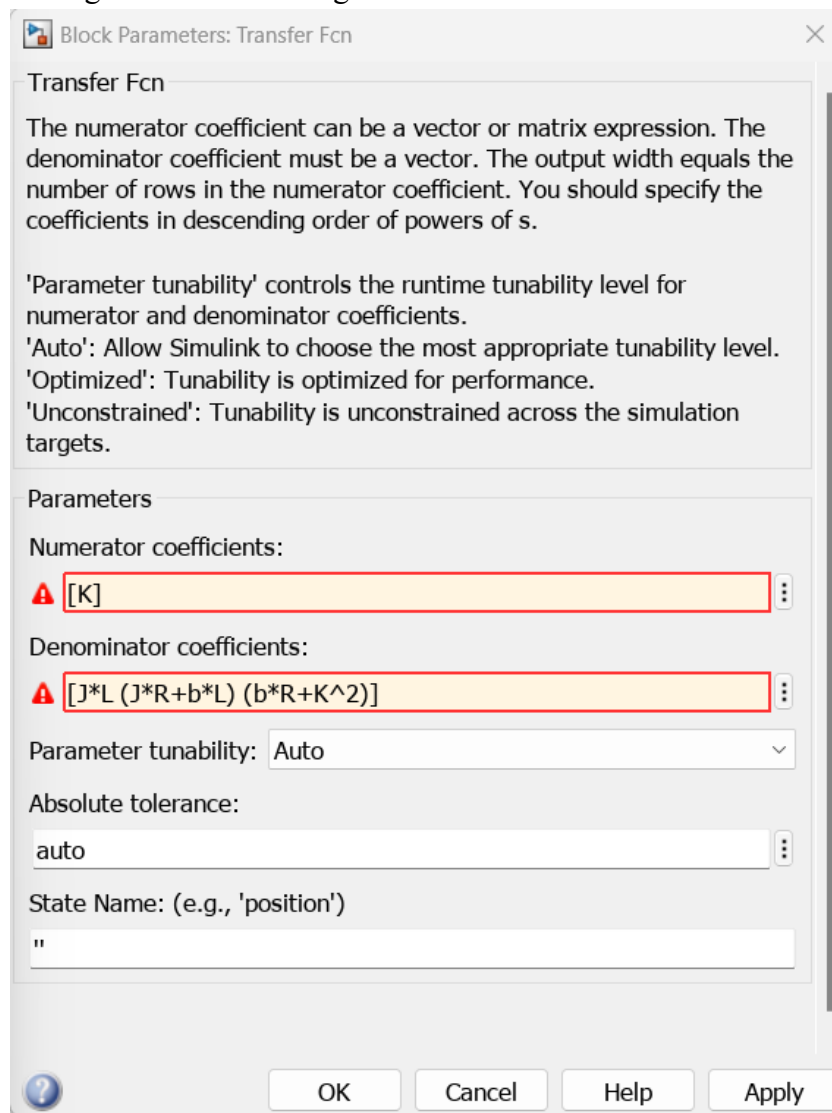 Block Parameters: Transfer Fcn
Transfer Fcn
The numerator coefficient can be a vector or matrix expression. The
denominator coefficient must be a vector. The output width equals the
number of rows in the numerator coefficient. You should specify the
coefficients in descending order of powers of s.
'Parameter tunability' controls the runtime tunability level for
numerator and denominator coefficients.
'Auto': Allow Simulink to choose the most appropriate tunability level.
'Optimized': Tunability is optimized for performance.
'Unconstrained': Tunability is unconstrained across the simulation
targets.
Parameters
Numerator coefficients:
[K]
Denominator coefficients:
[J*L (J*R+b*L) (b*R+K^2)]
Parameter tunability: Auto
Absolute tolerance:
auto
State Name: (e.g., 'position')
''
OK Cancel Help Apply